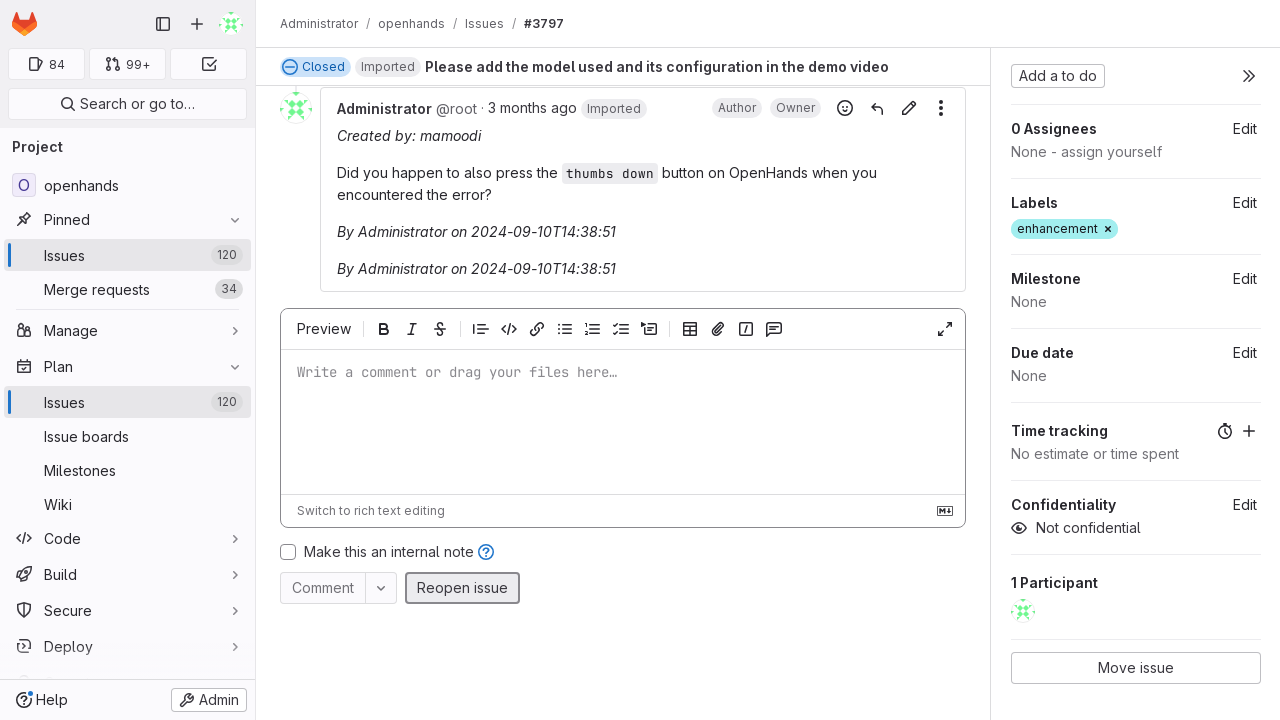 Administrator / openhands / Issues / #3797
84
99+
Search or go to…
Project
O openhands
Pinned
Issues 120
Merge requests 34
Manage
Plan
Issues 120
Issue boards
Milestones
Wiki
Code
Build
Secure
Deploy
Help
Admin
Closed Imported Please add the model used and its configuration in the demo video
Administrator @root · 3 months ago Imported Author Owner
Created by: mamoodi
Did you happen to also press the thumbs down button on OpenHands when you
encountered the error?
By Administrator on 2024-09-10T14:38:51
By Administrator on 2024-09-10T14:38:51
Preview
Write a comment or drag your files here…
Switch to rich text editing
Make this an internal note
Comment
Reopen issue
Add a to do
0 Assignees Edit
None - assign yourself
Labels Edit
enhancement ×
Milestone Edit
None
Due date Edit
None
Time tracking
No estimate or time spent
Confidentiality Edit
Not confidential
1 Participant
Move issue